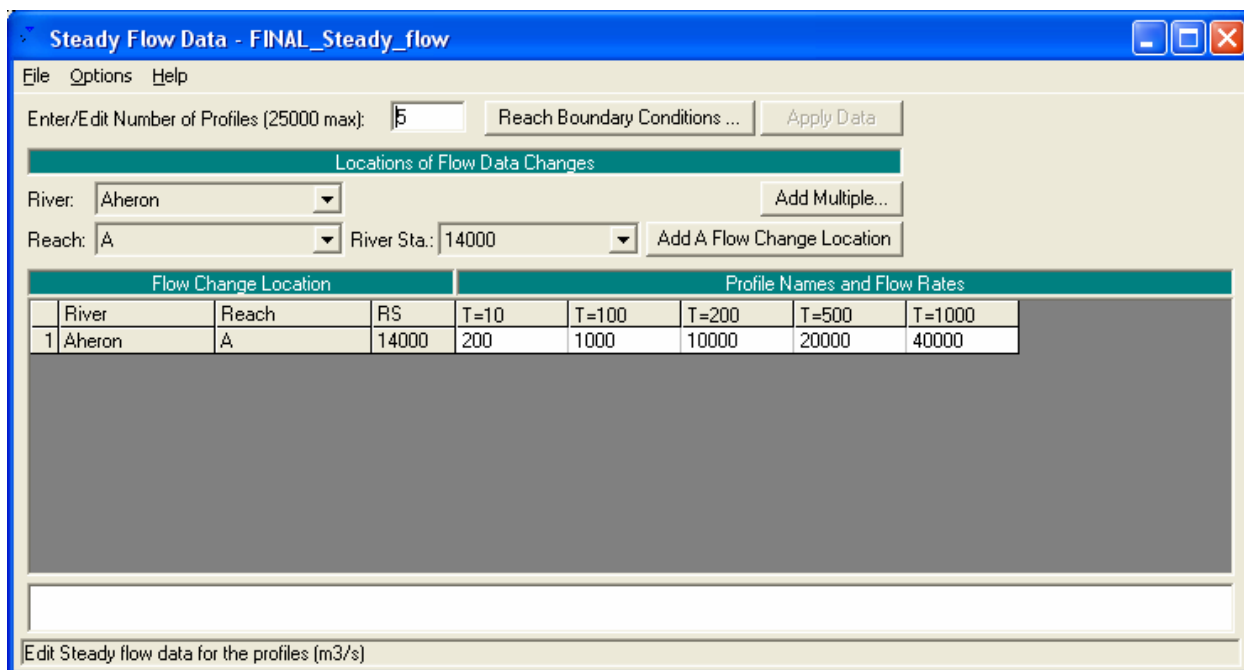 Steady Flow Data - FINAL_Steady_flow
File Options Help
Enter/Edit Number of Profiles (25000 max): 5 Reach Boundary Conditions ... Apply Data
Locations of Flow Data Changes
River: Aheron Add Multiple...
Reach: A River Sta.: 14000 Add A Flow Change Location
Flow Change Location Profile Names and Flow Rates
River Reach RS T=10 T=100 T=200 T=500 T=1000
1 Aheron A 14000 200 1000 10000 20000 40000
Edit Steady flow data for the profiles (m3/s)